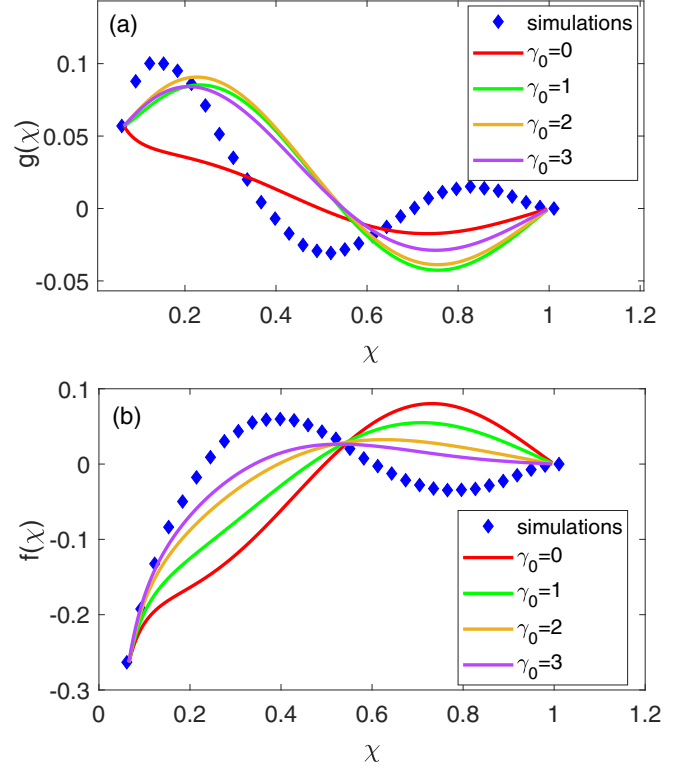 (a)
simulations
γ₀=0
γ₀=1
γ₀=2
γ₀=3
0.1
0.05
0
-0.05
g(χ)
0.2 0.4 0.6 0.8 1 1.2
χ
(b)
0.1
0
-0.1
-0.2
-0.3
f(χ)
simulations
γ₀=0
γ₀=1
γ₀=2
γ₀=3
0 0.2 0.4 0.6 0.8 1 1.2
χ